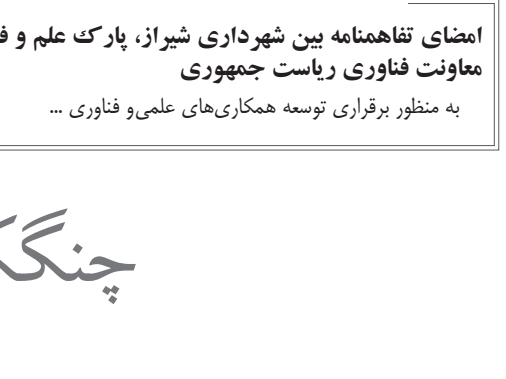 امضای تفاهمنامه بین شهرداری شیراز، پارک علم و
معاونت فناوری ریاست جمهوری
به منظور برقراری توسعه همکاری‌های علمی‌و فناوری ...